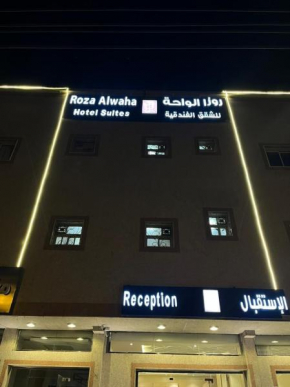 Roza Alwaha روزا الواحة
Hotel Suites للشقق الفندقية
Reception الإستقبال